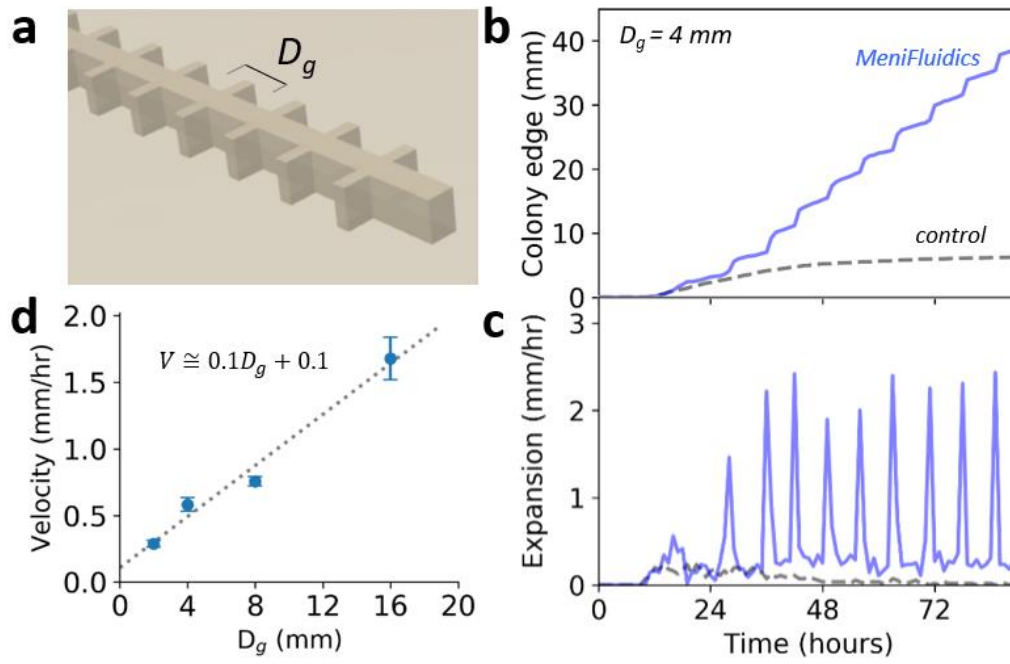 a
D_g
b
D_g = 4 mm
MeniFluidics
control
Colony edge (mm)
40
30
20
10
0
c
Expansion (mm/hr)
3
2
1
0
0
24
48
72
Time (hours)
d
V ≅ 0.1D_g + 0.1
Velocity (mm/hr)
2.0
1.5
1.0
0.5
0.0
0
4
8
12
16
20
D_g (mm)